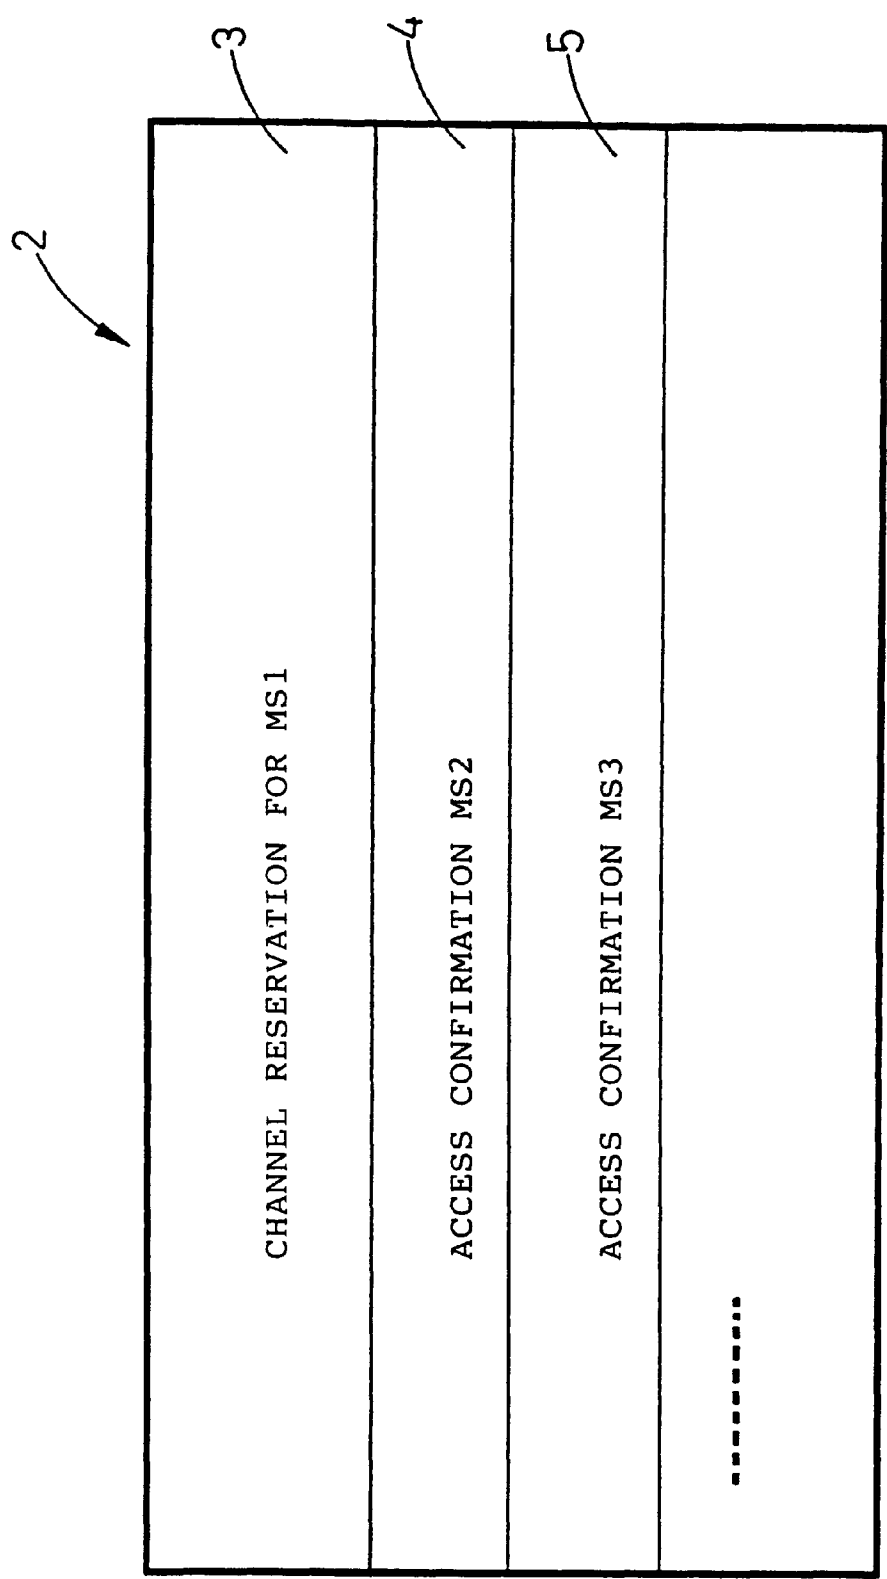 2
3
CHANNEL RESERVATION FOR MS1
4
ACCESS CONFIRMATION MS2
5
ACCESS CONFIRMATION MS3